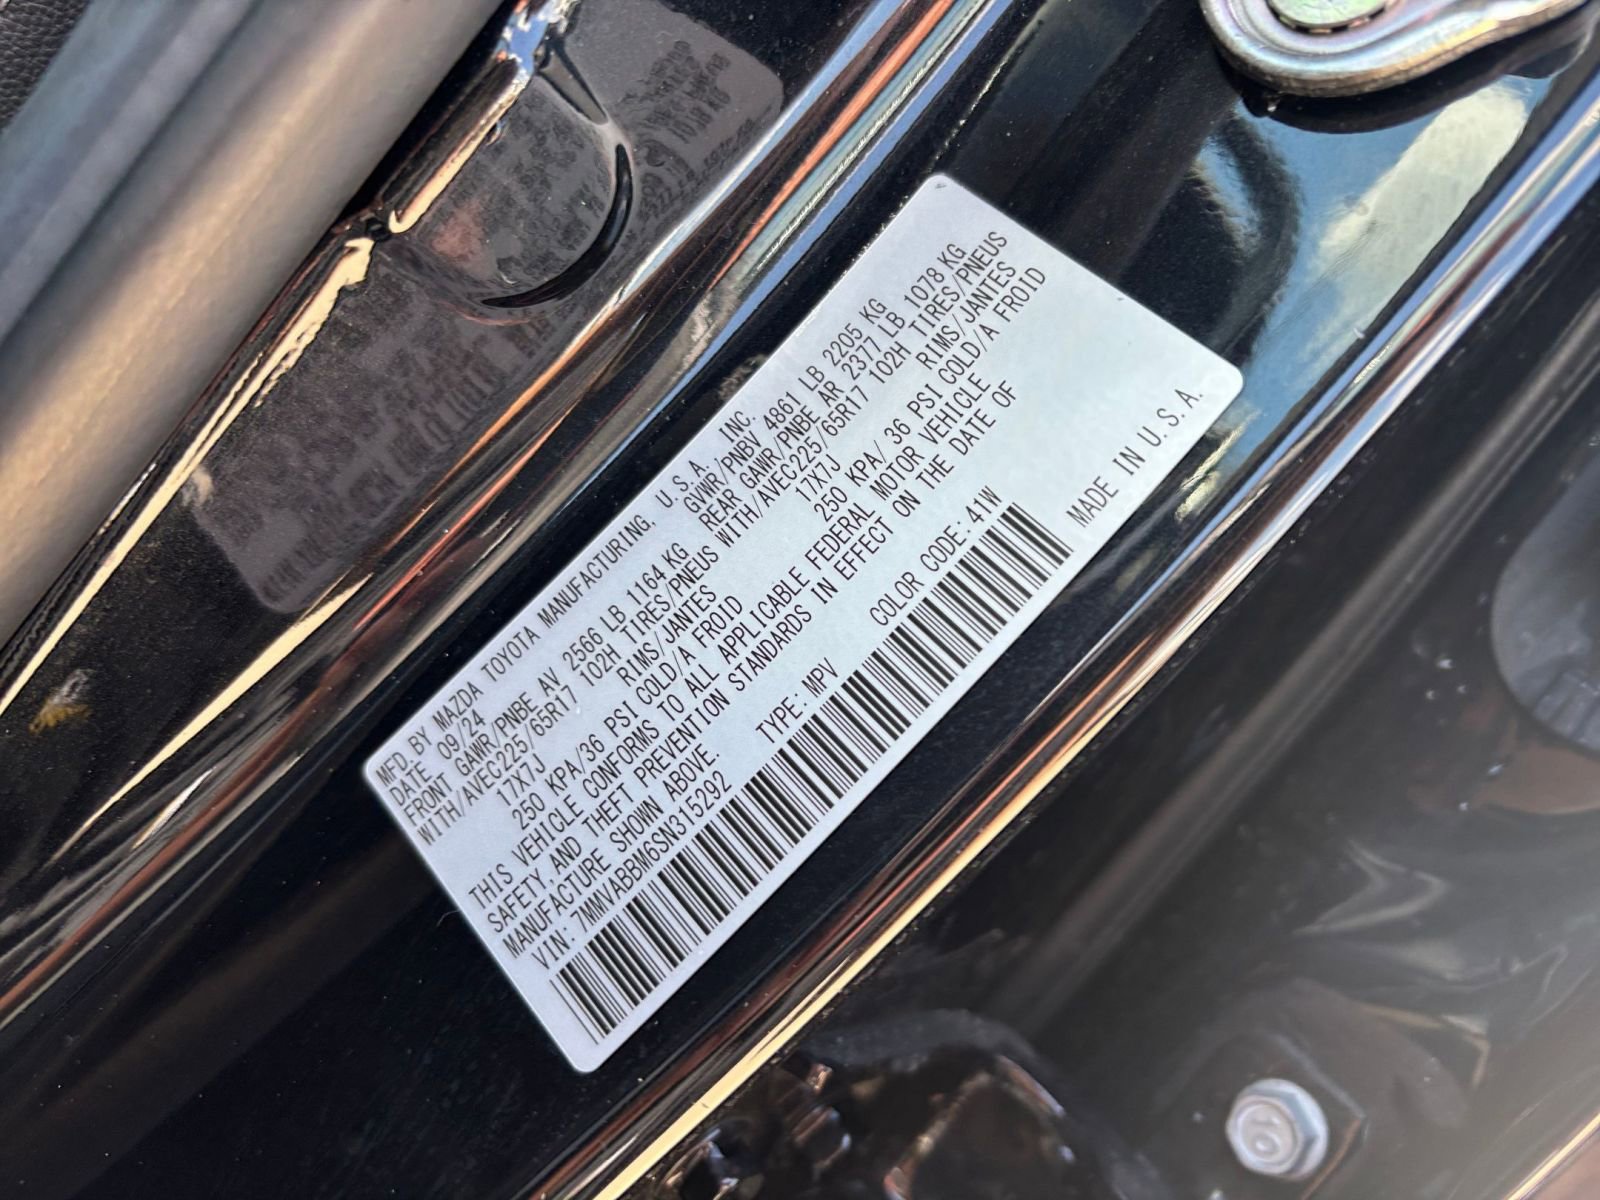 MFD. BY MAZDA TOYOTA MANUFACTURING, U.S.A. INC.
DATE 09/24 GVWR/PNBV 4861 LB 2205 KG
FRONT GAWR/PNBE AV 2566 LB 1164 KG REAR GAWR/PNBE AR 2377 LB 1078 KG
WITH/AVEC225/65R17 102H TIRES/PNEUS WITH/AVEC225/65R17 102H TIRES/PNEUS
17X7J RIMS/JANTES 17X7J RIMS/JANTES
250 KPA/36 PSI COLD/A FROID 250 KPA/ 36 PSI COLD/A FROID
THIS VEHICLE CONFORMS TO ALL APPLICABLE FEDERAL MOTOR VEHICLE
SAFETY, AND THEFT PREVENTION STANDARDS IN EFFECT ON THE DATE OF
MANUFACTURE SHOWN ABOVE.
VIN: 7MMVABBM6SN315292 TYPE: MPV COLOR CODE: 41W
MADE IN U.S.A.
10